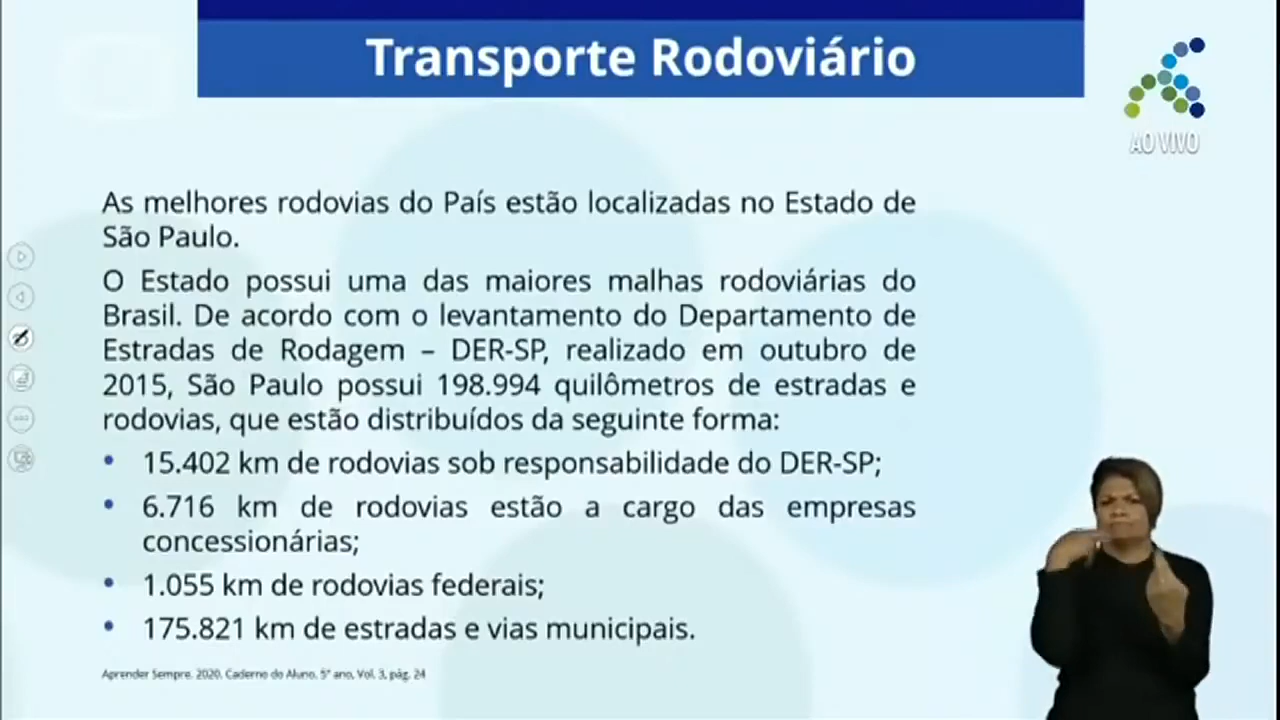 Transporte Rodoviário
AO VIVO
As melhores rodovias do País estão localizadas no Estado de
São Paulo.
O Estado possui uma das maiores malhas rodoviárias do
Brasil. De acordo com o levantamento do Departamento de
Estradas de Rodagem – DER-SP, realizado em outubro de
2015, São Paulo possui 198.994 quilômetros de estradas e
rodovias, que estão distribuídos da seguinte forma:
• 15.402 km de rodovias sob responsabilidade do DER-SP;
• 6.716 km de rodovias estão a cargo das empresas
concessionárias;
• 1.055 km de rodovias federais;
• 175.821 km de estradas e vias municipais.
Aprender Sempre. 2020. Caderno do Aluno. 5° ano, Vol. 3, pág. 24